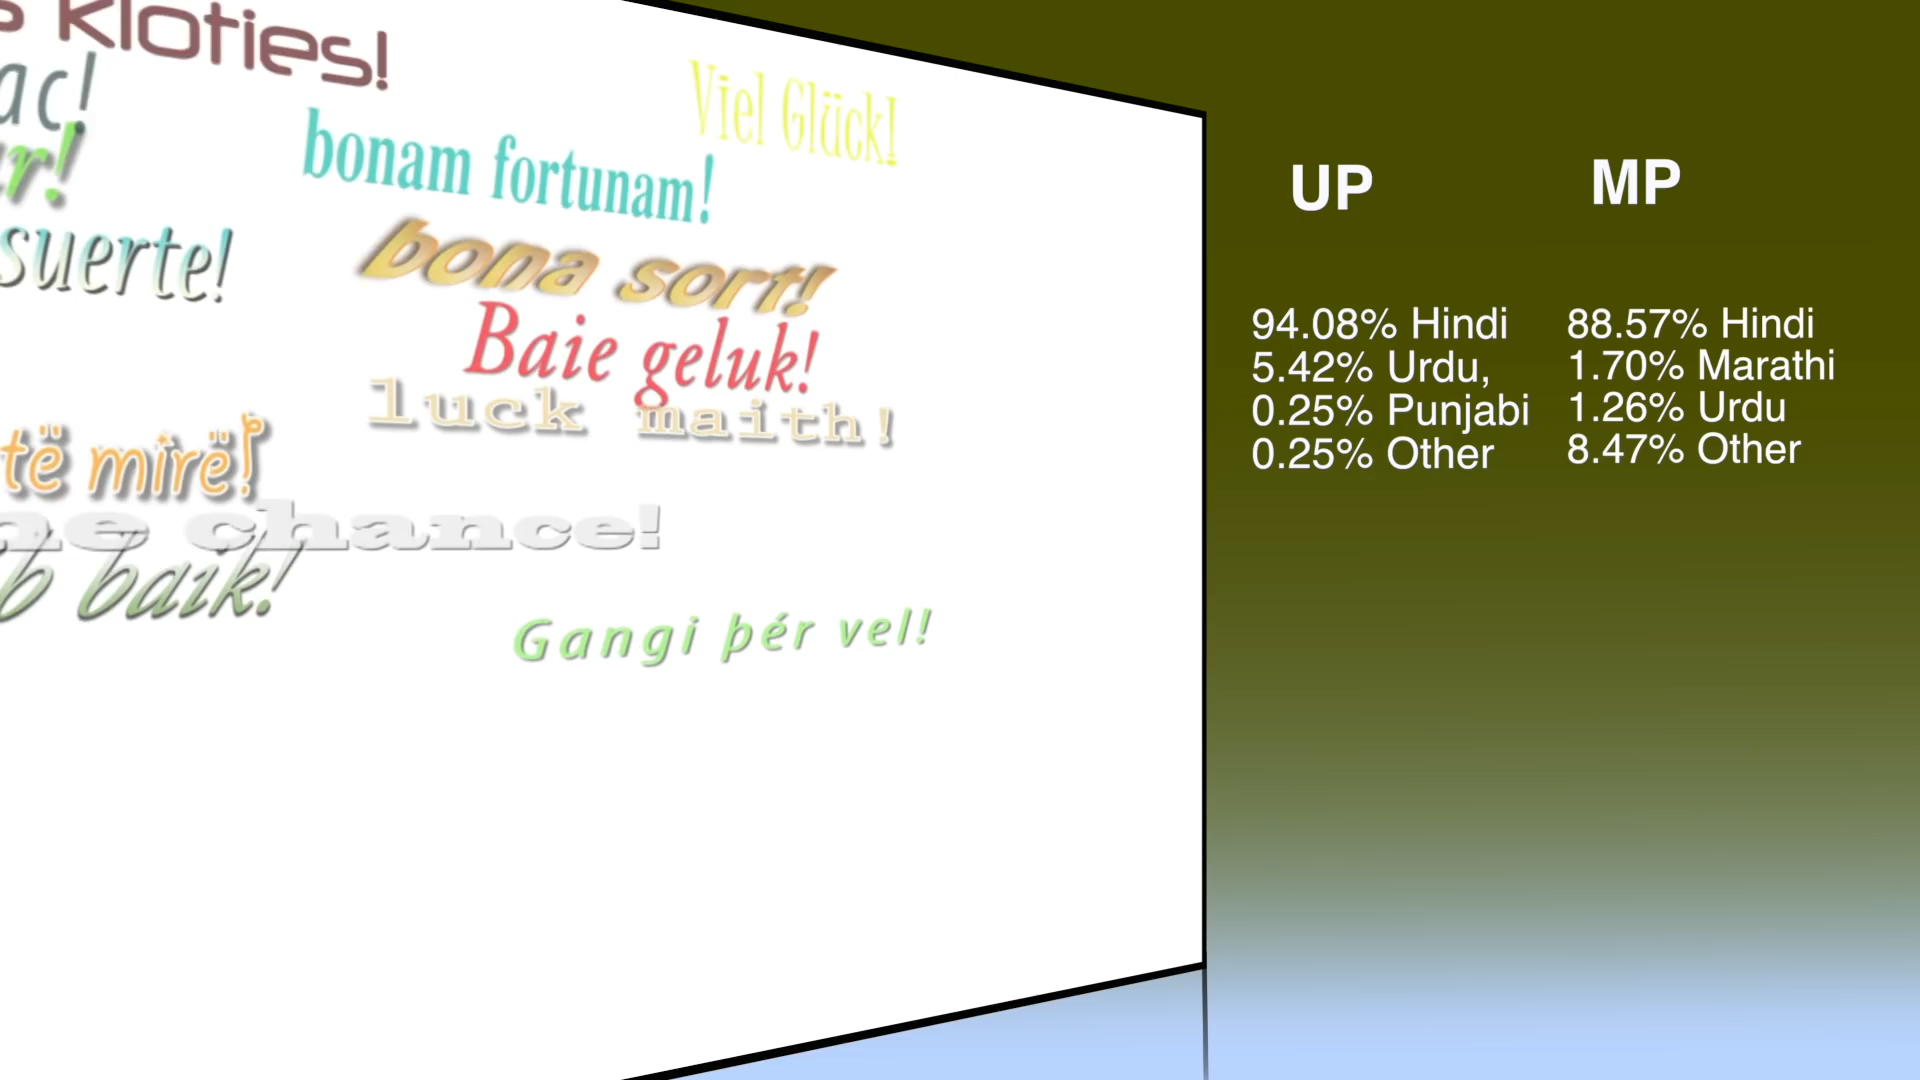 Kloties!
Viel Glück!
bonam fortunam!
suerte!
bona sort!
Baie geluk!
luck maith!
të mirë!
chance!
baik!
Gangi þér vel!
UP
94.08% Hindi
5.42% Urdu,
0.25% Punjabi
0.25% Other
MP
88.57% Hindi
1.70% Marathi
1.26% Urdu
8.47% Other